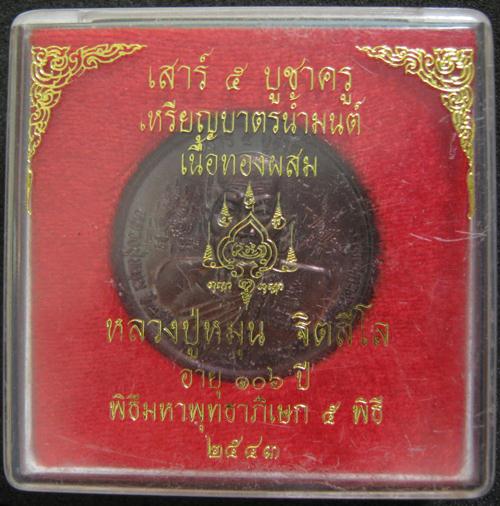 เสาร์ ๕ บูชาครู
เหรียญบาตรน้ำมนต์
เนื้อทองผสม
หลวงปู่หมุน ฐิตสีโล
อายุ ๑๐๖ ปี
พิธีมหาพุทธาภิเษก ๕ พิธี
๒๕๔๓